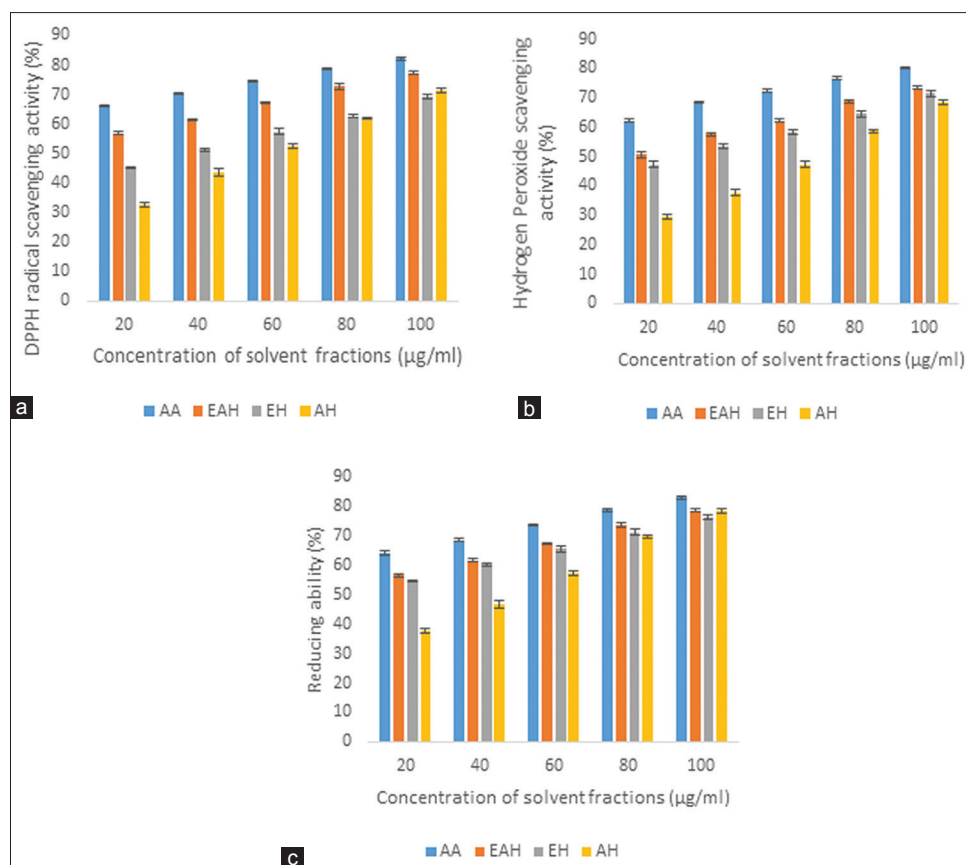 DPPH radical scavenging activity (%)
90
80
70
60
50
40
30
20
10
0
20 40 60 80 100
Concentration of solvent fractions (µg/ml)
a
AA EAH EH AH
Hydrogen Peroxide scavenging
activity (%)
90
80
70
60
50
40
30
20
10
0
20 40 60 80 100
Concentration of solvent fractions (µg/ml)
b
AA EAH EH AH
Reducing ability (%)
90
80
70
60
50
40
30
20
10
0
20 40 60 80 100
Concentration of solvent fractions (µg/ml)
c
AA EAH EH AH